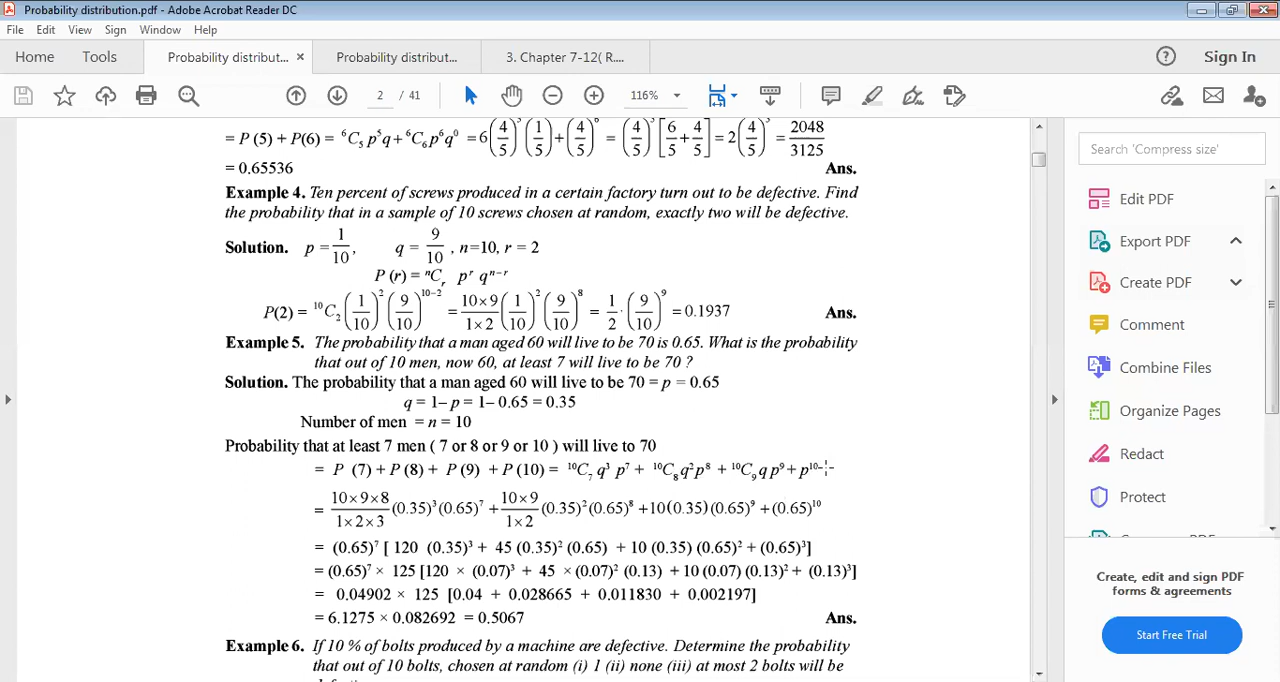 Probability distribution.pdf - Adobe Acrobat Reader DC
File Edit View Sign Window Help
Home Tools Probability distribut... × Probability distribut... 3. Chapter 7-12( R....  Sign In
2 / 41 116%
= P (5) + P(6) = ⁶C₅ p⁵q + ⁶C₆p⁶q⁰ = 6(4/5)⁵(1/5) + (4/5)⁶ = (4/5)⁵[6/5 + 4/5] = 2(4/5)⁵ = 2048/3125
= 0.65536 Ans.
Example 4. Ten percent of screws produced in a certain factory turn out to be defective. Find
the probability that in a sample of 10 screws chosen at random, exactly two will be defective.
Solution. p = 1/10, q = 9/10 , n=10, r = 2
P (r) = ⁿCᵣ pʳ qⁿ⁻ʳ
P(2) = ¹⁰C₂ (1/10)² (9/10)¹⁰⁻² = 10×9/1×2 (1/10)² (9/10)⁸ = 1/2 · (9/10)⁹ = 0.1937 Ans.
Example 5. The probability that a man aged 60 will live to be 70 is 0.65. What is the probability
that out of 10 men, now 60, at least 7 will live to be 70 ?
Solution. The probability that a man aged 60 will live to be 70 = p = 0.65
q = 1– p = 1– 0.65 = 0.35
Number of men = n = 10
Probability that at least 7 men ( 7 or 8 or 9 or 10 ) will live to 70
= P (7) + P (8) + P (9) + P (10) = ¹⁰C₇ q³ p⁷ + ¹⁰C₈ q² p⁸ + ¹⁰C₉ q p⁹ + p¹⁰
= 10×9×8/1×2×3 (0.35)³ (0.65)⁷ + 10×9/1×2 (0.35)² (0.65)⁸ +10(0.35)(0.65)⁹ + (0.65)¹⁰
= (0.65)⁷ [ 120 (0.35)³ + 45 (0.35)² (0.65) + 10 (0.35) (0.65)² + (0.65)³]
= (0.65)⁷ × 125 [120 × (0.07)³ + 45 × (0.07)² (0.13) + 10 (0.07) (0.13)² + (0.13)³]
= 0.04902 × 125 [0.04 + 0.028665 + 0.011830 + 0.002197]
= 6.1275 × 0.082692 = 0.5067 Ans.
Example 6. If 10 % of bolts produced by a machine are defective. Determine the probability
that out of 10 bolts, chosen at random (i) 1 (ii) none (iii) at most 2 bolts will be
Search 'Compress size'
Edit PDF
Export PDF
Create PDF
Comment
Combine Files
Organize Pages
Redact
Protect
Create, edit and sign PDF
forms & agreements
Start Free Trial